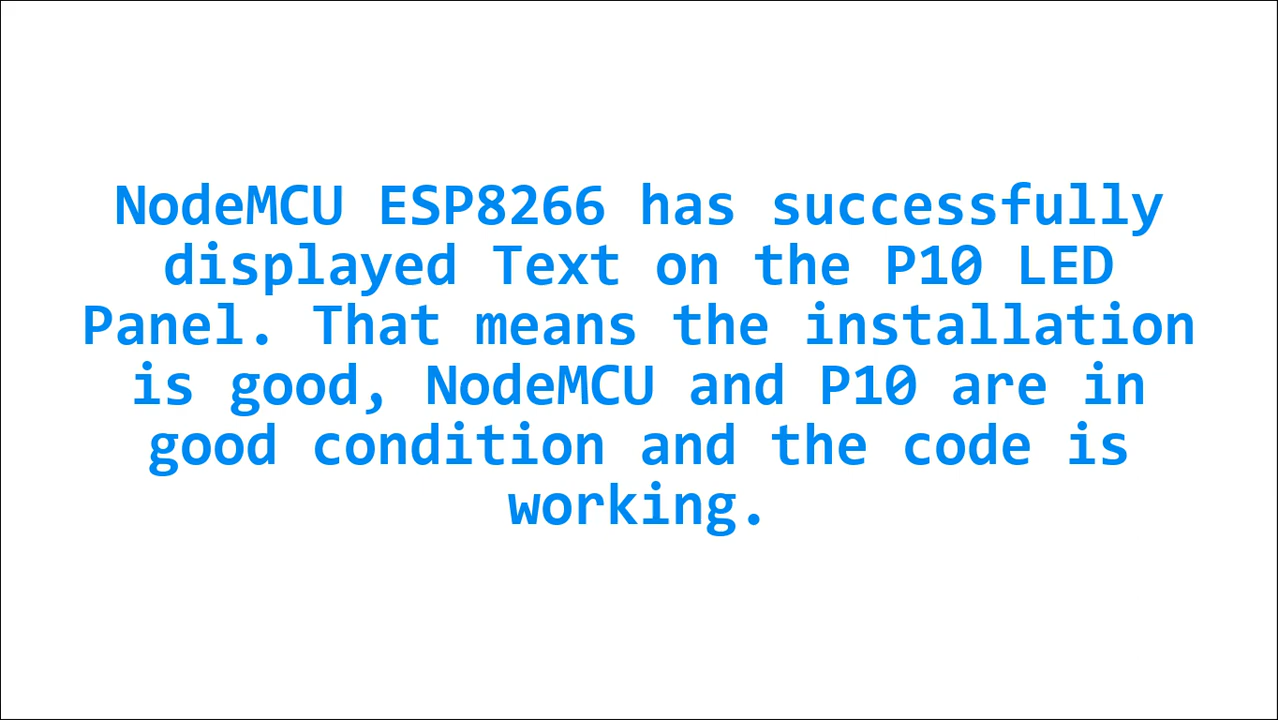 NodeMCU ESP8266 has successfully
displayed Text on the P10 LED
Panel. That means the installation
is good, NodeMCU and P10 are in
good condition and the code is
working.